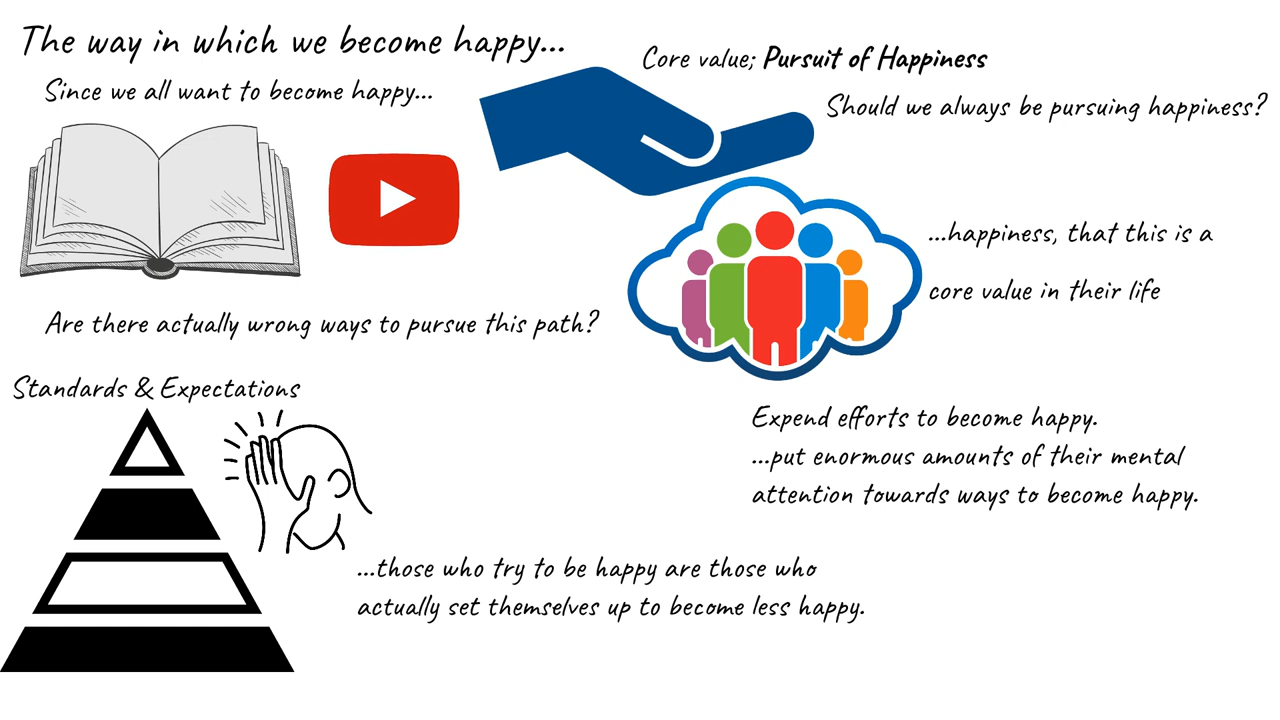 The way in which we become happy...
Since we all want to become happy...
Are there actually wrong ways to pursue this path?
Standards & Expectations
...those who try to be happy are those who
actually set themselves up to become less happy.
Core value; Pursuit of Happiness
Should we always be pursuing happiness?
...happiness, that this is a
core value in their life
Expend efforts to become happy.
...put enormous amounts of their mental
attention towards ways to become happy.